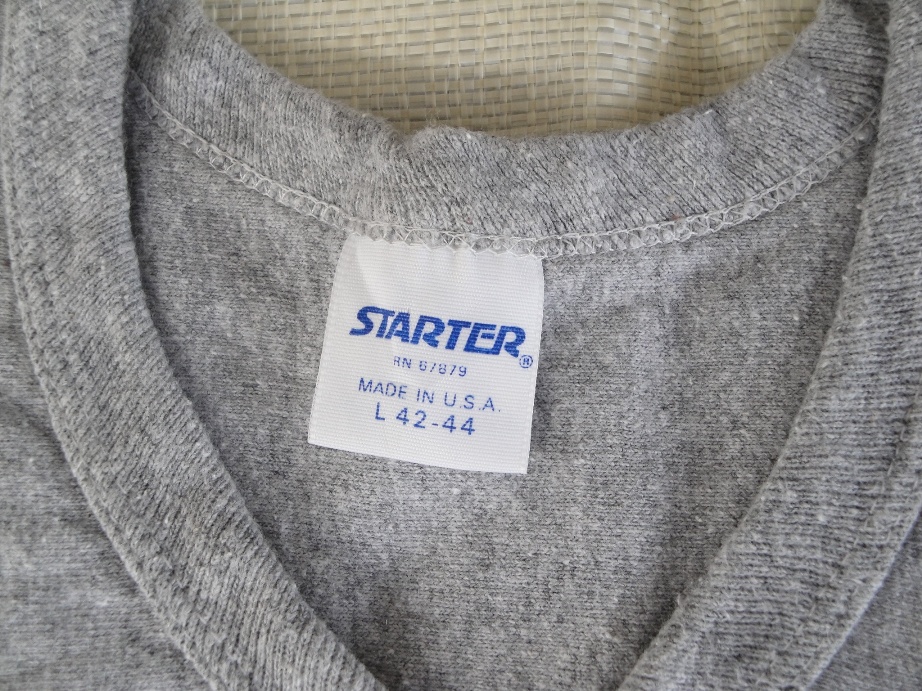 STARTER®
RN 67879
MADE IN U.S.A.
L 42-44